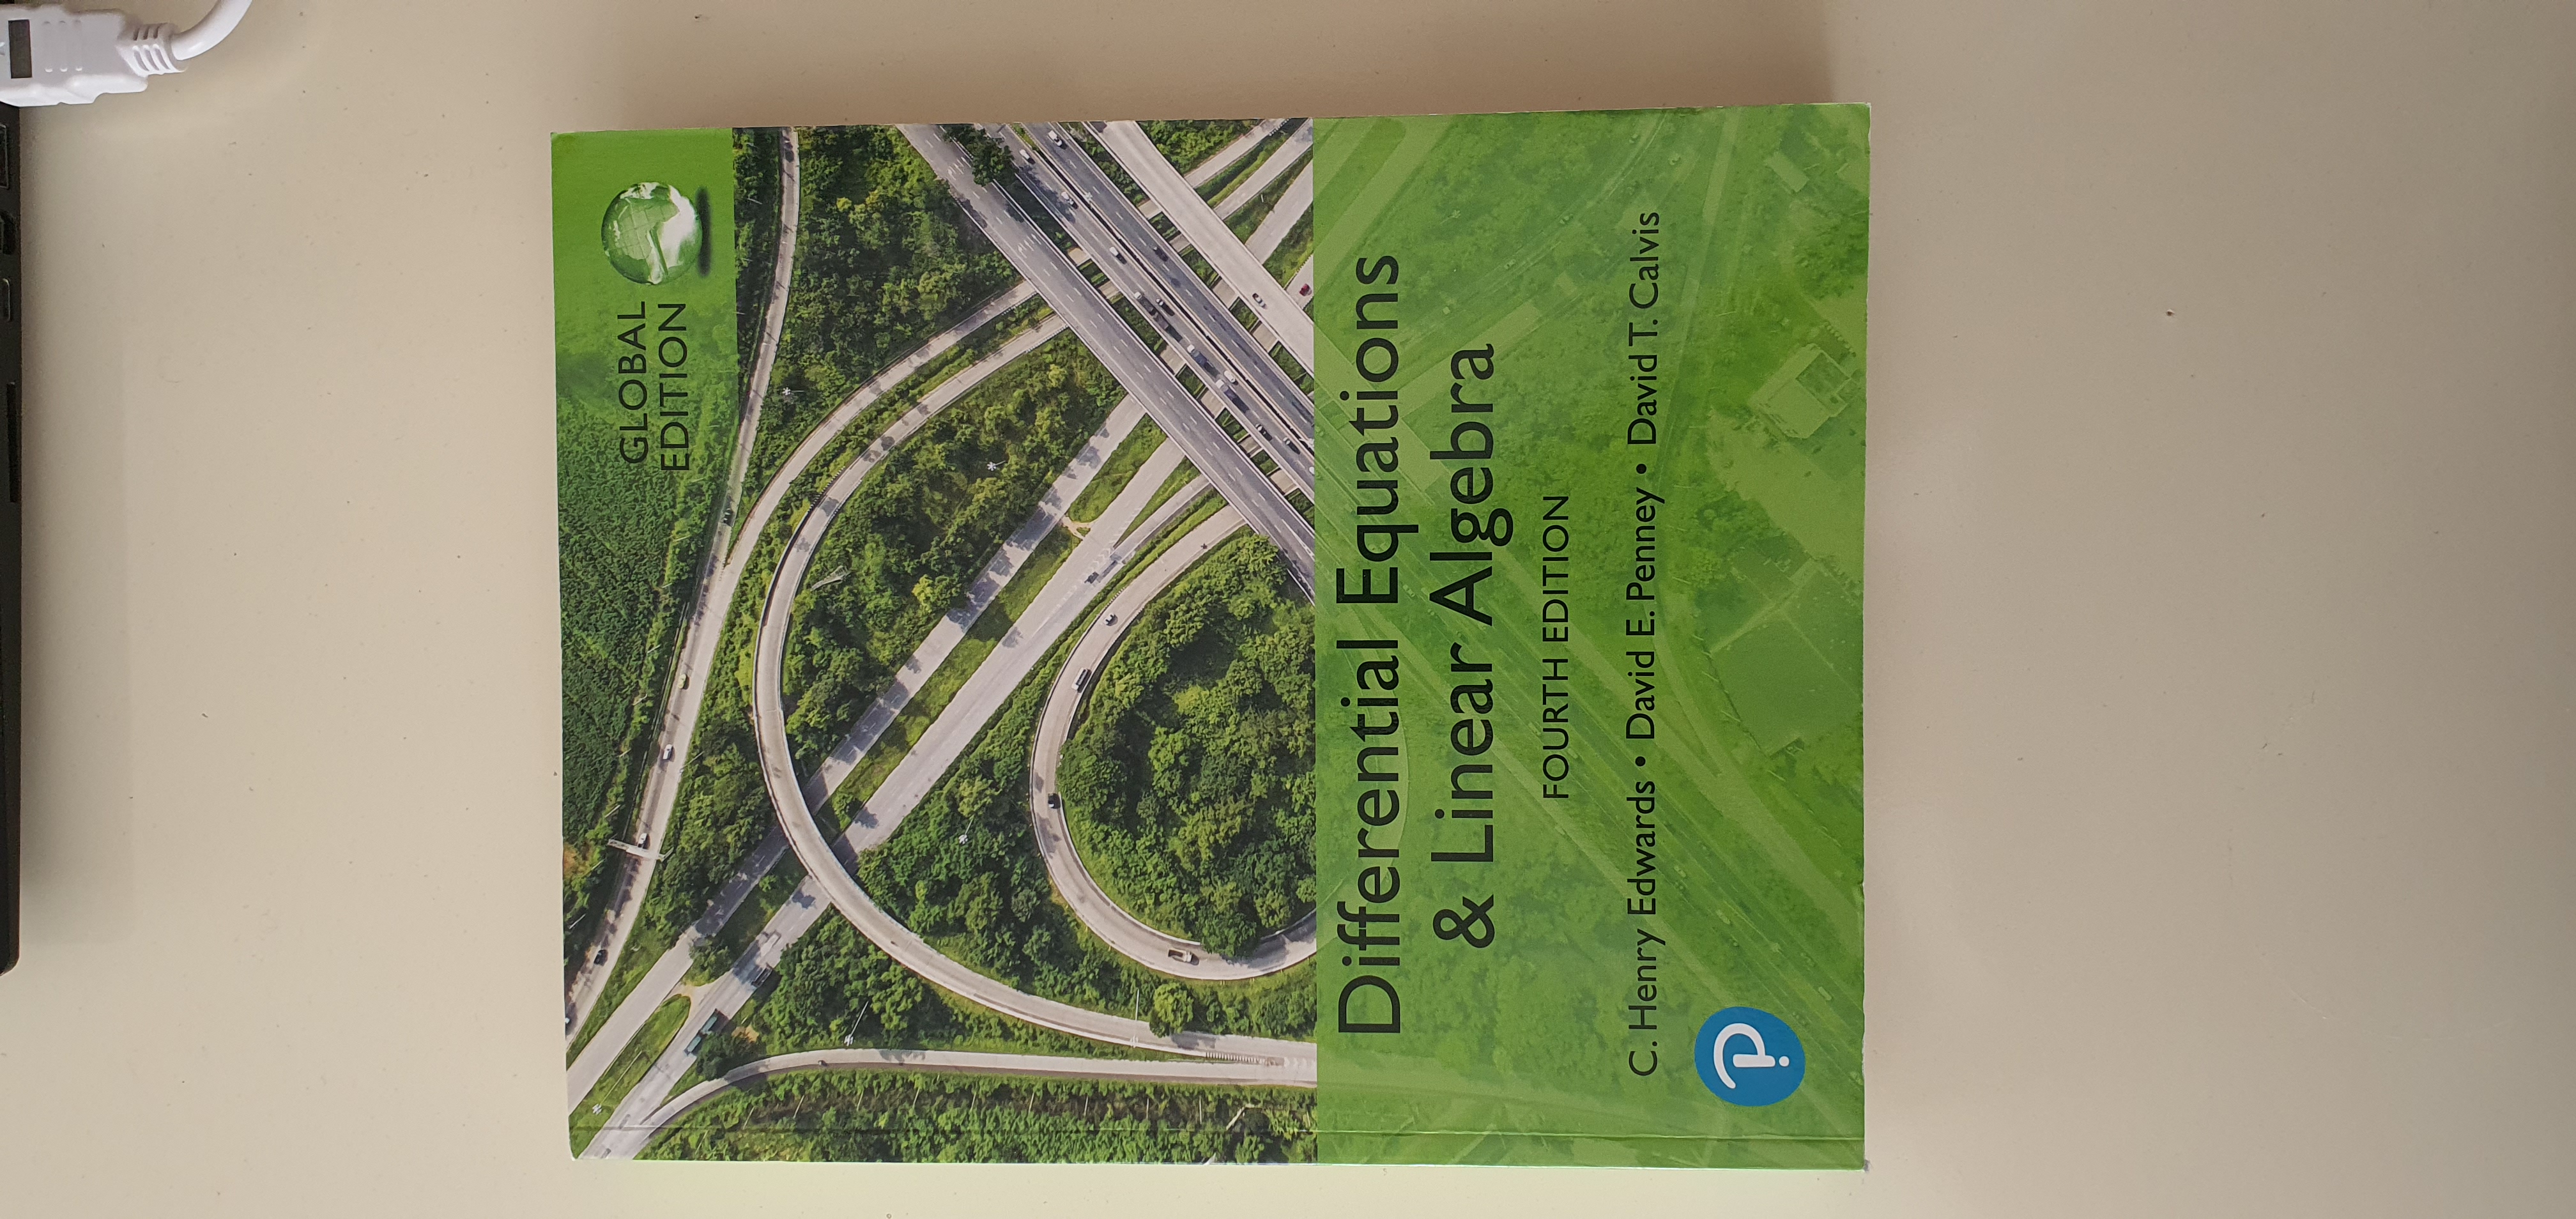 GLOBAL
EDITION
Differential Equations
& Linear Algebra
FOURTH EDITION
C. Henry Edwards • David E. Penney • David T. Calvis
P